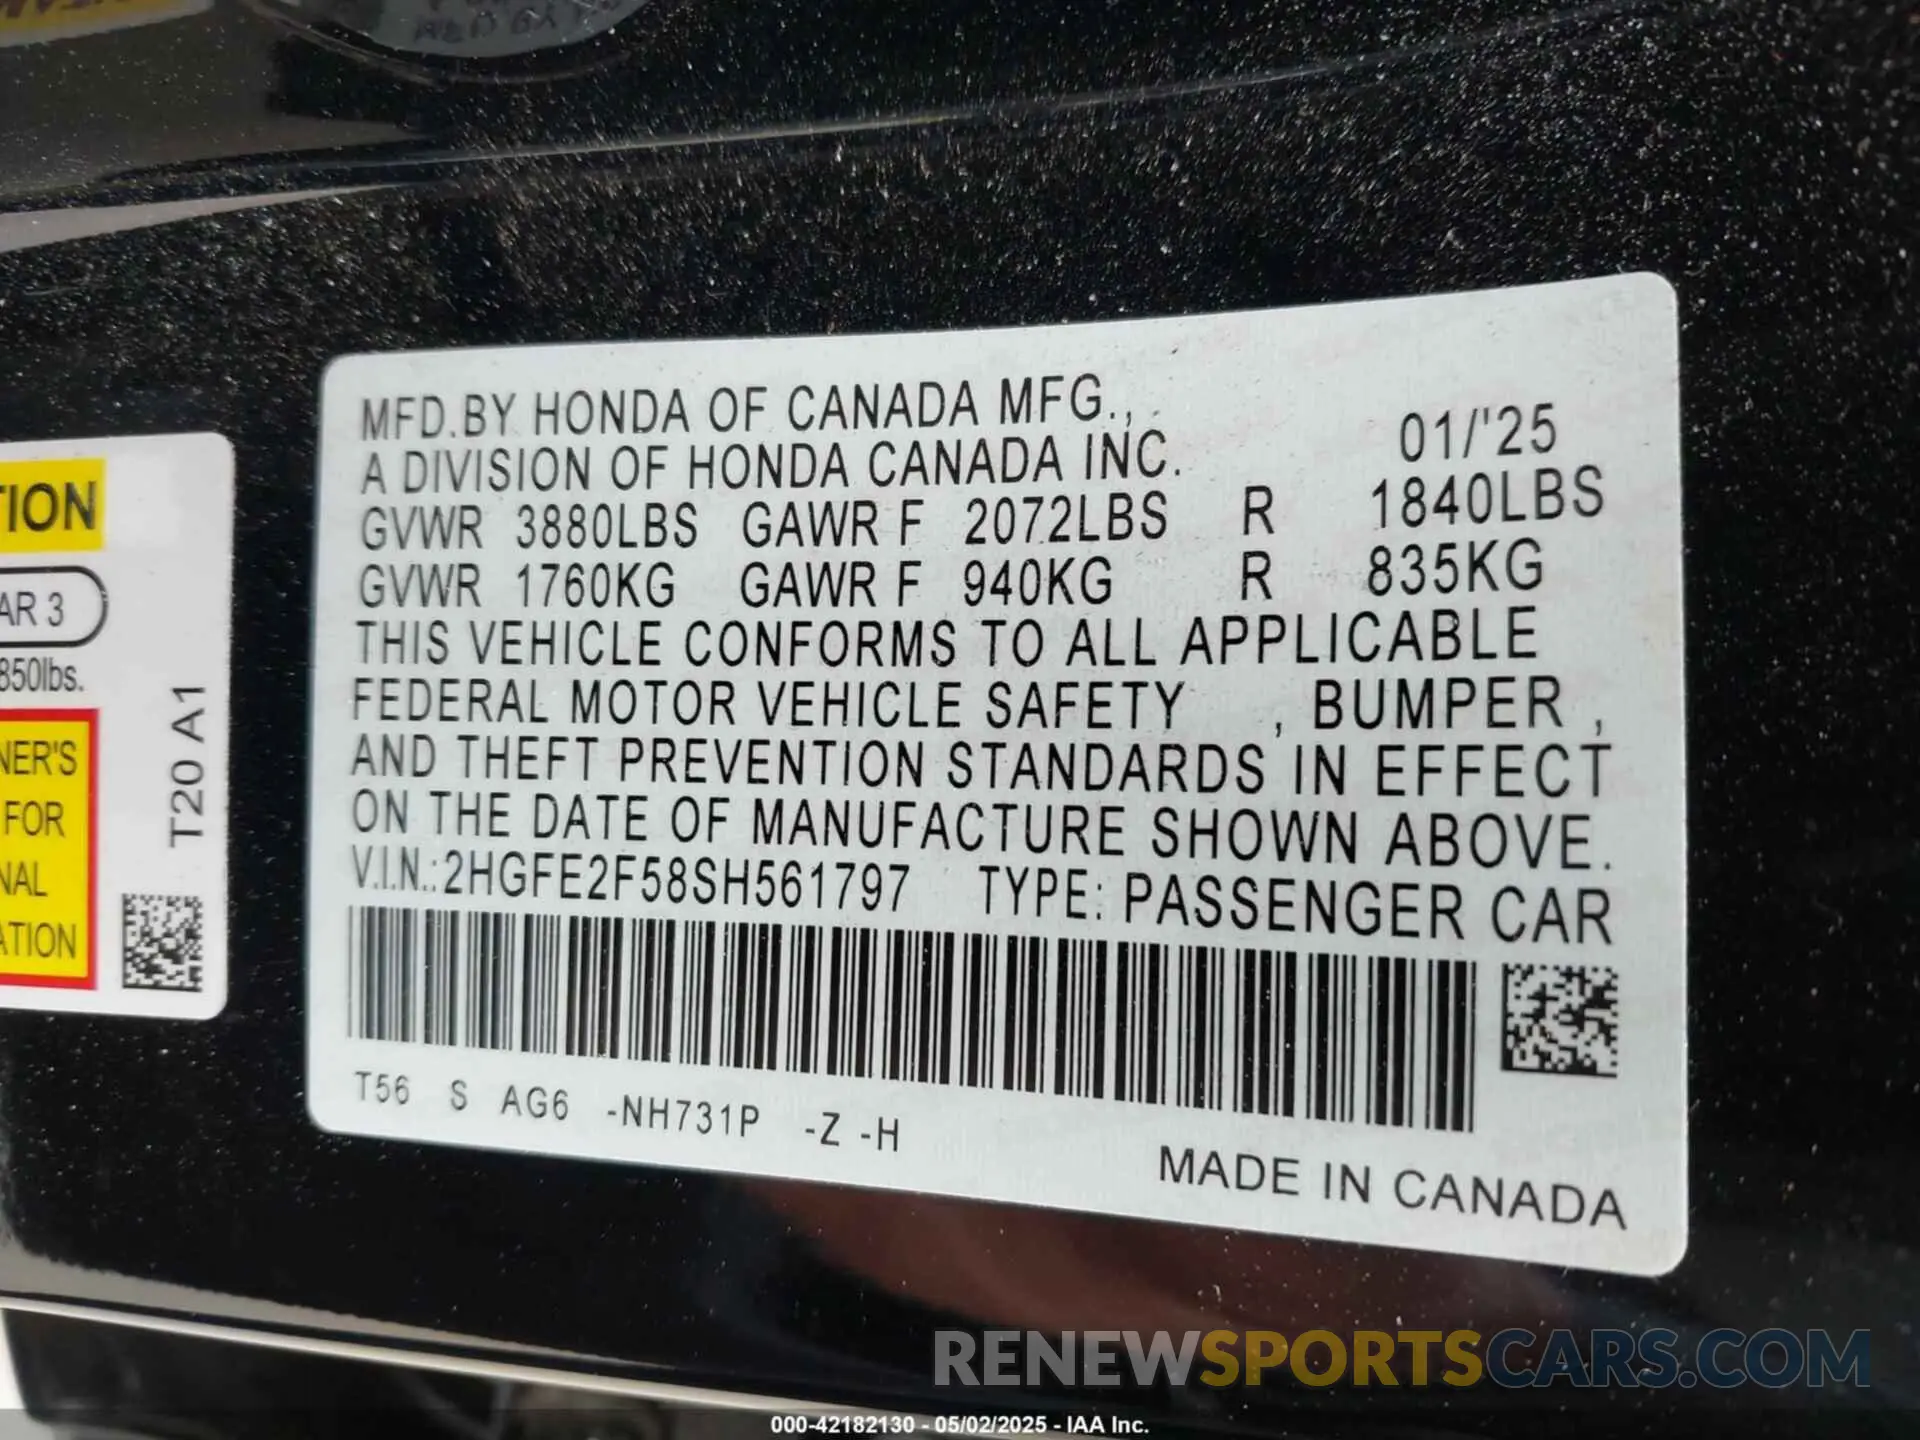 MFD.BY HONDA OF CANADA MFG.,
A DIVISION OF HONDA CANADA INC. 01/'25
GVWR 3880LBS GAWR F 2072LBS R 1840LBS
GVWR 1760KG GAWR F 940KG R 835KG
THIS VEHICLE CONFORMS TO ALL APPLICABLE
FEDERAL MOTOR VEHICLE SAFETY , BUMPER ,
AND THEFT PREVENTION STANDARDS IN EFFECT
ON THE DATE OF MANUFACTURE SHOWN ABOVE.
V.I.N.:2HGFE2F58SH561797 TYPE: PASSENGER CAR
T56 S AG6 -NH731P -Z -H
MADE IN CANADA
TION
AR 3
850lbs.
NER'S
FOR
NAL
ATION
T20 A1
RENEWSPORTSCARS.COM
000-42182130 - 05/02/2025 - IAA Inc.